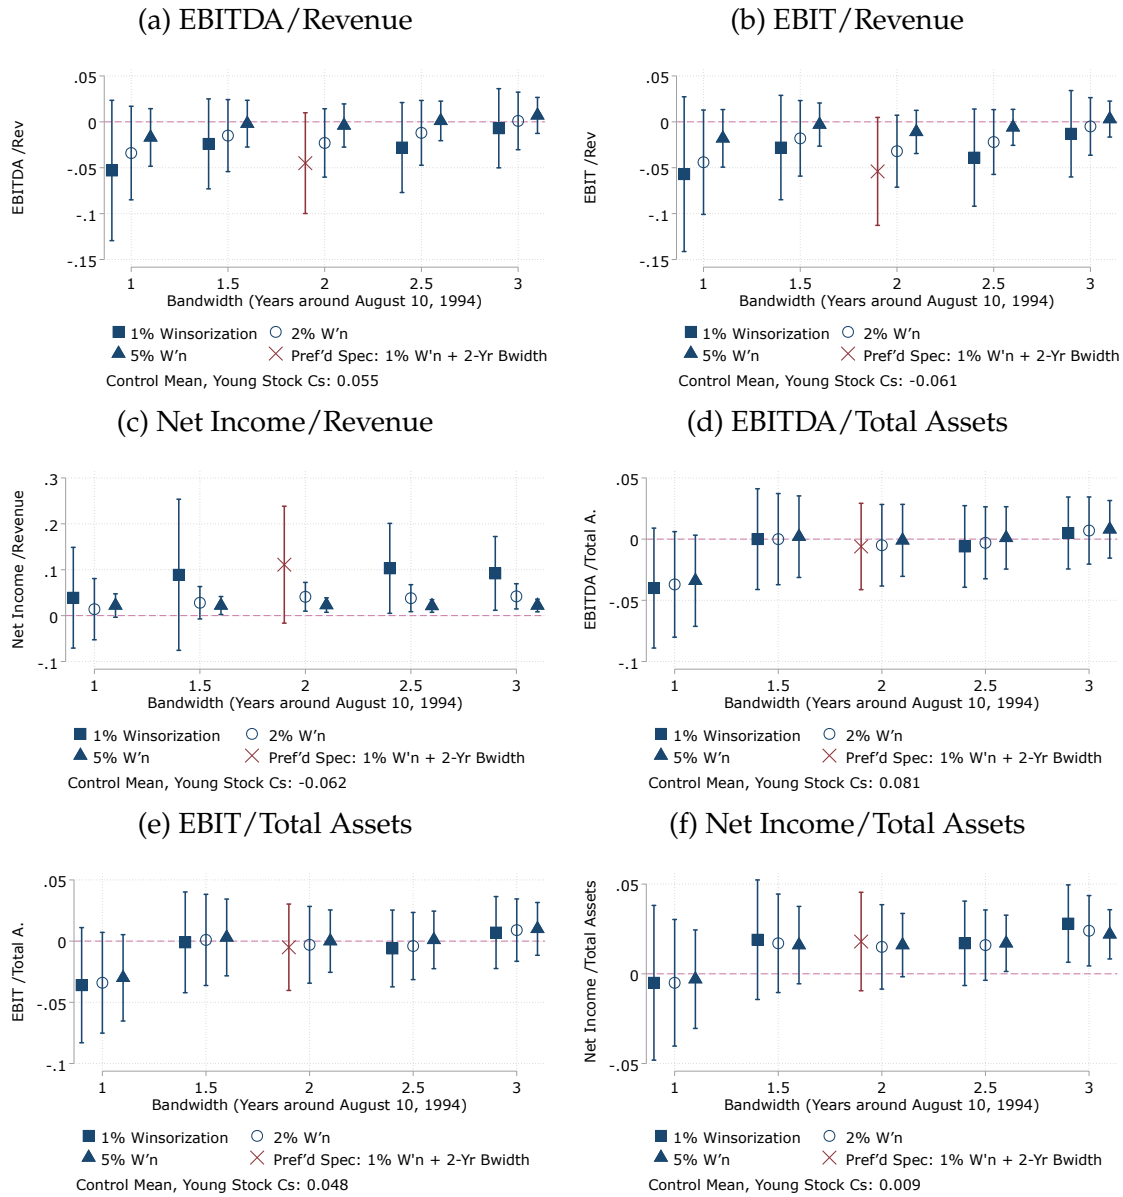 (a) EBITDA/Revenue
EBITDA/Rev
.05
0
-.05
-.1
-.15
1 1.5 2 2.5 3
Bandwidth (Years around August 10, 1994)
1% Winsorization 2% W'n
5% W'n Pref'd Spec: 1% W'n + 2-Yr Bwidth
Control Mean, Young Stock Cs: 0.055
(b) EBIT/Revenue
EBIT /Rev
.05
0
-.05
-.1
-.15
1 1.5 2 2.5 3
Bandwidth (Years around August 10, 1994)
1% Winsorization 2% W'n
5% W'n Pref'd Spec: 1% W'n + 2-Yr Bwidth
Control Mean, Young Stock Cs: -0.061
(c) Net Income/Revenue
Net Income /Revenue
.3
.2
.1
0
-.1
1 1.5 2 2.5 3
Bandwidth (Years around August 10, 1994)
1% Winsorization 2% W'n
5% W'n Pref'd Spec: 1% W'n + 2-Yr Bwidth
Control Mean, Young Stock Cs: -0.062
(d) EBITDA/Total Assets
EBITDA /Total A.
.05
0
-.05
-.1
1 1.5 2 2.5 3
Bandwidth (Years around August 10, 1994)
1% Winsorization 2% W'n
5% W'n Pref'd Spec: 1% W'n + 2-Yr Bwidth
Control Mean, Young Stock Cs: 0.081
(e) EBIT/Total Assets
EBIT /Total A.
.05
0
-.05
-.1
1 1.5 2 2.5 3
Bandwidth (Years around August 10, 1994)
1% Winsorization 2% W'n
5% W'n Pref'd Spec: 1% W'n + 2-Yr Bwidth
Control Mean, Young Stock Cs: 0.048
(f) Net Income/Total Assets
Net Income /Total Assets
.05
0
-.05
1 1.5 2 2.5 3
Bandwidth (Years around August 10, 1994)
1% Winsorization 2% W'n
5% W'n Pref'd Spec: 1% W'n + 2-Yr Bwidth
Control Mean, Young Stock Cs: 0.009